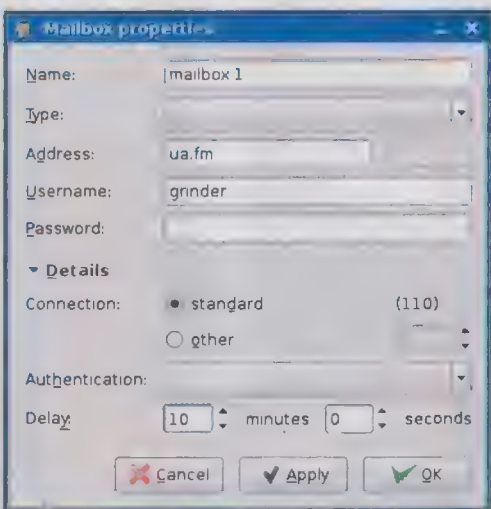 Mailbox properties
Name: mailbox 1
Type:
Address: ua.fm
Username: grinder
Password:
Details
Connection: standard (110)
other
Authentication:
Delay: 10 minutes 0 seconds
Cancel Apply OK